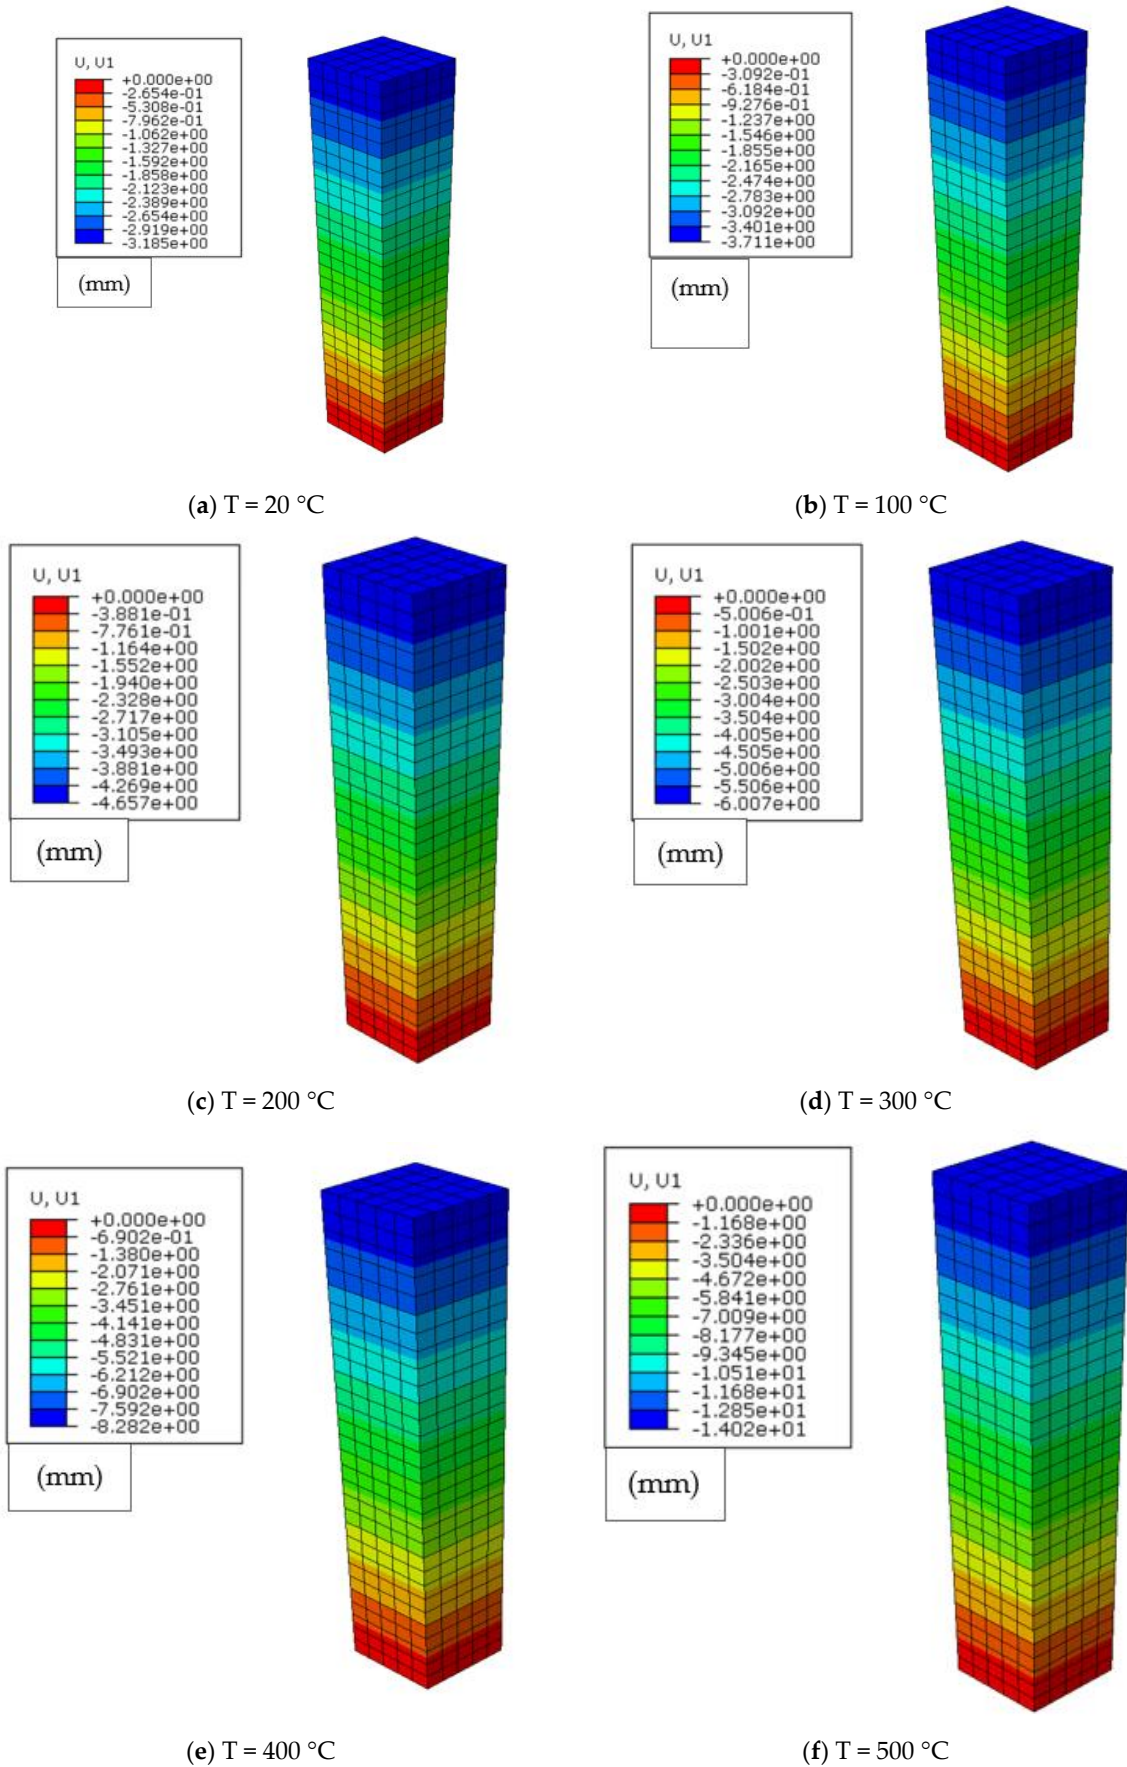 U, U1
+0.000e+00
-2.654e-01
-5.308e-01
-7.962e-01
-1.062e+00
-1.327e+00
-1.592e+00
-1.858e+00
-2.123e+00
-2.389e+00
-2.654e+00
-2.919e+00
-3.185e+00
(mm)
U, U1
+0.000e+00
-3.092e-01
-6.184e-01
-9.276e-01
-1.237e+00
-1.546e+00
-1.855e+00
-2.165e+00
-2.474e+00
-2.783e+00
-3.092e+00
-3.401e+00
-3.711e+00
(mm)
(a) T = 20 °C
(b) T = 100 °C
U, U1
+0.000e+00
-3.881e-01
-7.761e-01
-1.164e+00
-1.552e+00
-1.940e+00
-2.328e+00
-2.717e+00
-3.105e+00
-3.493e+00
-3.881e+00
-4.269e+00
-4.657e+00
(mm)
U, U1
+0.000e+00
-5.006e-01
-1.001e+00
-1.502e+00
-2.002e+00
-2.503e+00
-3.004e+00
-3.504e+00
-4.005e+00
-4.505e+00
-5.006e+00
-5.506e+00
-6.007e+00
(mm)
(c) T = 200 °C
(d) T = 300 °C
U, U1
+0.000e+00
-6.902e-01
-1.380e+00
-2.071e+00
-2.761e+00
-3.451e+00
-4.141e+00
-4.831e+00
-5.521e+00
-6.212e+00
-6.902e+00
-7.592e+00
-8.282e+00
(mm)
U, U1
+0.000e+00
-1.168e+00
-2.336e+00
-3.504e+00
-4.672e+00
-5.841e+00
-7.009e+00
-8.177e+00
-9.345e+00
-1.051e+01
-1.168e+01
-1.285e+01
-1.402e+01
(mm)
(e) T = 400 °C
(f) T = 500 °C